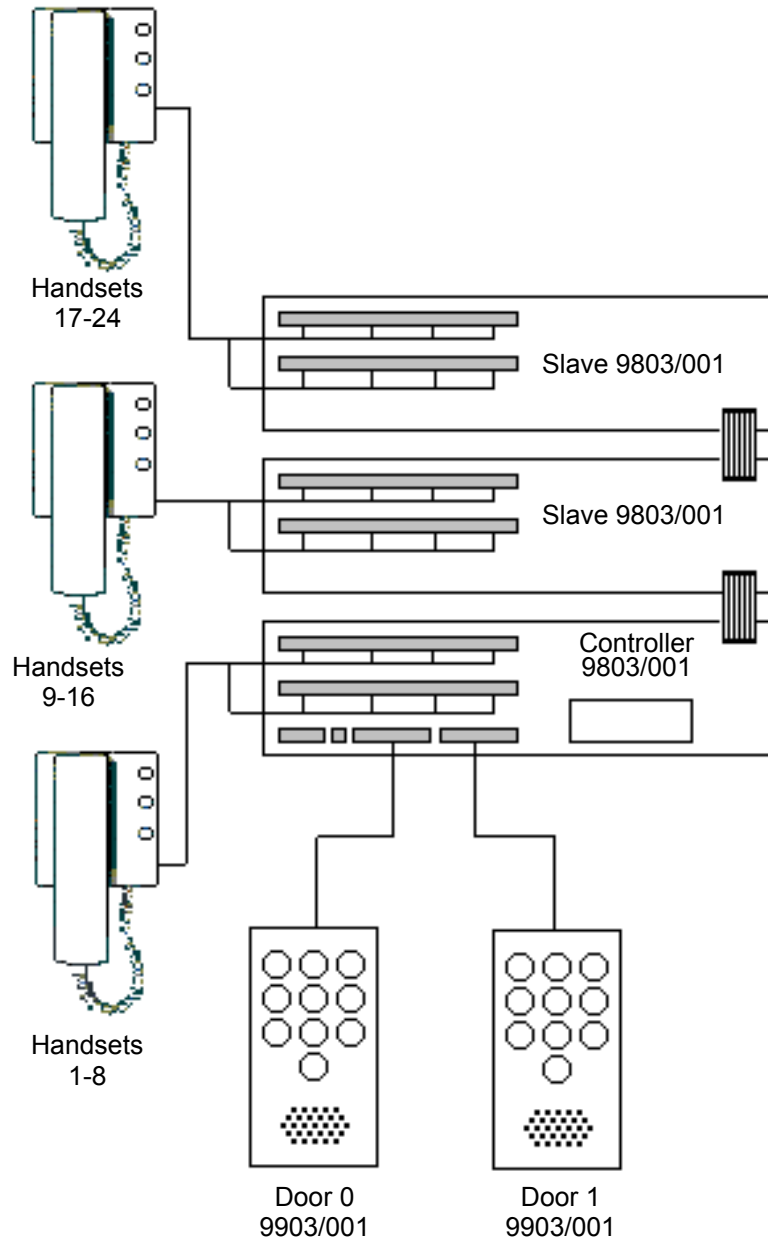 Handsets
17-24
Slave 9803/001
Slave 9803/001
Handsets
9-16
Controller
9803/001
Handsets
1-8
Door 0
9903/001
Door 1
9903/001